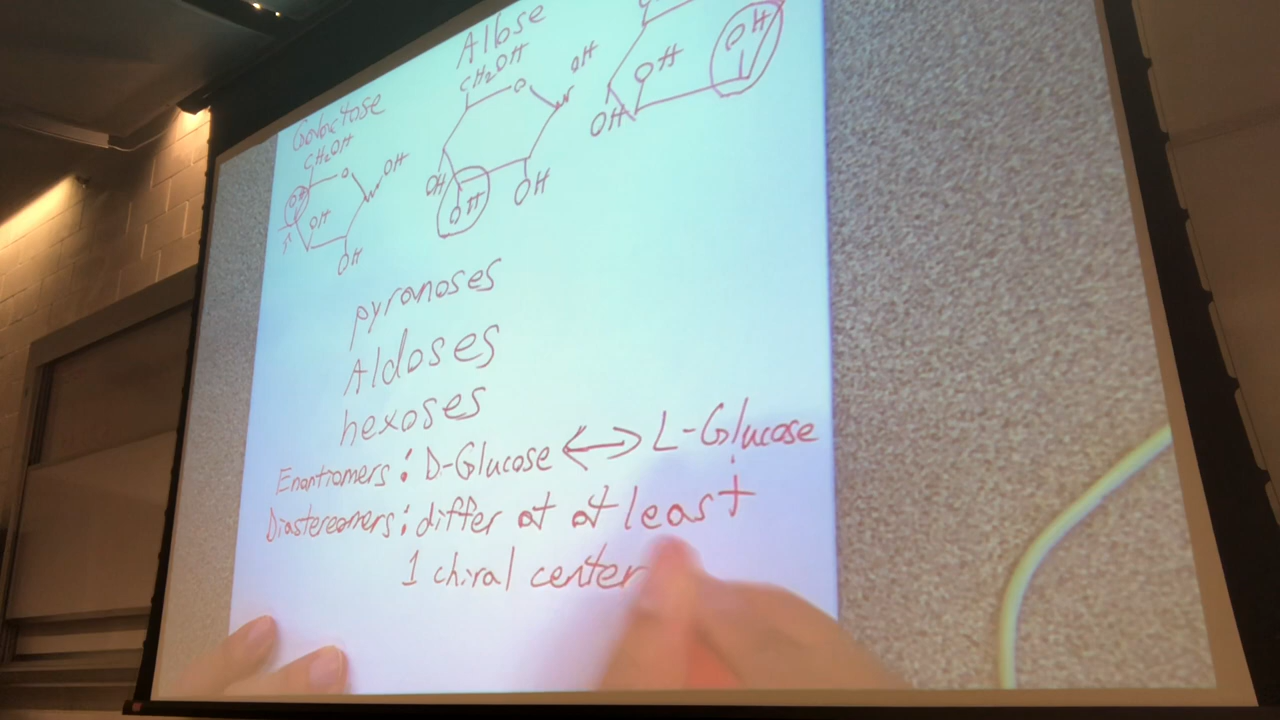 Allose
CH2OH
O
OH
OH
OH
OH
OH
OH
OH
Galactose
CH2OH
O
OH
OH
OH
OH
pyranoses
Aldoses
hexoses
Enantiomers: D-Glucose ↔ L-Glucose
Diastereomers: differ at at least
1 chiral center